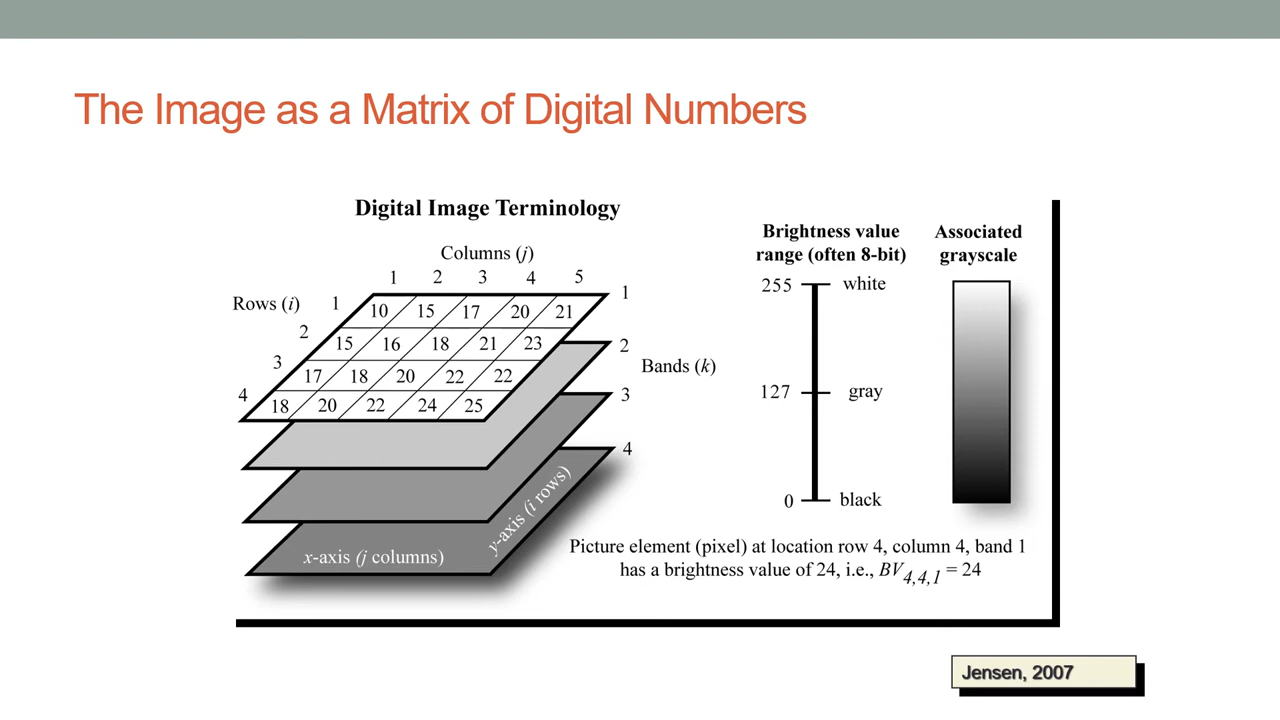 The Image as a Matrix of Digital Numbers
Digital Image Terminology
Columns (j)
1 2 3 4 5
Rows (i)
1 10 15 17 20 21
2 15 16 18 21 23
3 17 18 20 22 22
4 18 20 22 24 25
1
2
Bands (k)
3
4
x-axis (j columns)
y-axis (i rows)
Brightness value
range (often 8-bit)
255 white
127 gray
0 black
Associated
grayscale
Picture element (pixel) at location row 4, column 4, band 1
has a brightness value of 24, i.e., BV4,4,1 = 24
Jensen, 2007